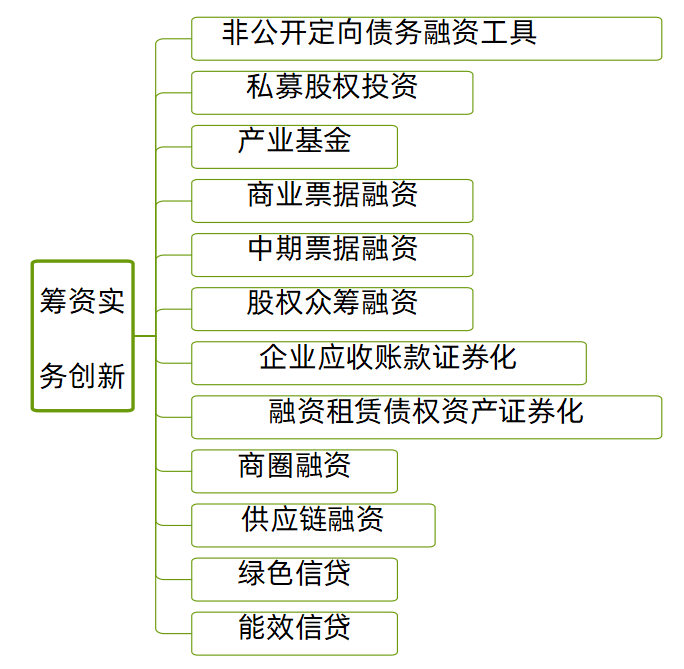 非公开定向债务融资工具
私募股权投资
产业基金
商业票据融资
中期票据融资
股权众筹融资
筹资实
务创新
企业应收账款证券化
融资租赁债权资产证券化
商圈融资
供应链融资
绿色信贷
能效信贷